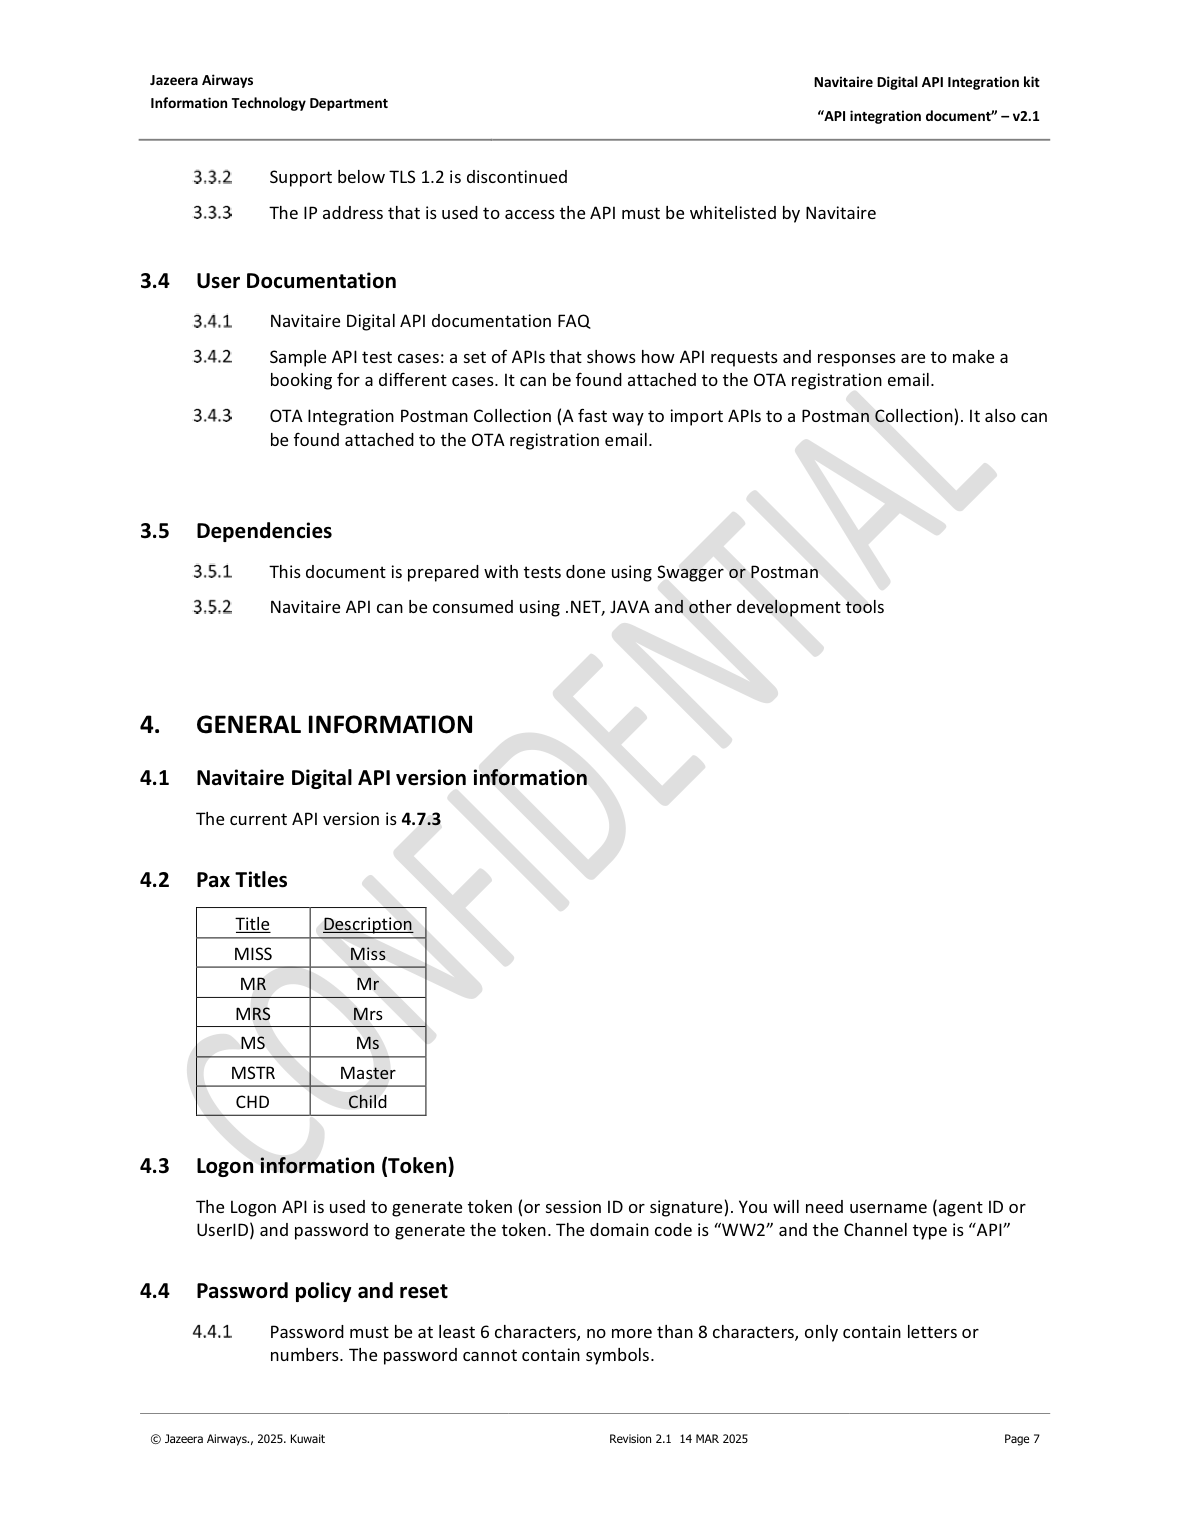 Jazeera Airways
Information Technology Department
Navitaire Digital API Integration kit
“API integration document” – v2.1
3.3.2 Support below TLS 1.2 is discontinued
3.3.3 The IP address that is used to access the API must be whitelisted by Navitaire
3.4 User Documentation
3.4.1 Navitaire Digital API documentation FAQ
3.4.2 Sample API test cases: a set of APIs that shows how API requests and responses are to make a
booking for a different cases. It can be found attached to the OTA registration email.
3.4.3 OTA Integration Postman Collection (A fast way to import APIs to a Postman Collection). It also can
be found attached to the OTA registration email.
3.5 Dependencies
3.5.1 This document is prepared with tests done using Swagger or Postman
3.5.2 Navitaire API can be consumed using .NET, JAVA and other development tools
4. GENERAL INFORMATION
4.1 Navitaire Digital API version information
The current API version is 4.7.3
4.2 Pax Titles
Title Description
MISS Miss
MR Mr
MRS Mrs
MS Ms
MSTR Master
CHD Child
4.3 Logon information (Token)
The Logon API is used to generate token (or session ID or signature). You will need username (agent ID or
UserID) and password to generate the token. The domain code is “WW2” and the Channel type is “API”
4.4 Password policy and reset
4.4.1 Password must be at least 6 characters, no more than 8 characters, only contain letters or
numbers. The password cannot contain symbols.
© Jazeera Airways., 2025. Kuwait Revision 2.1 14 MAR 2025 Page 7
CONFIDENTIAL